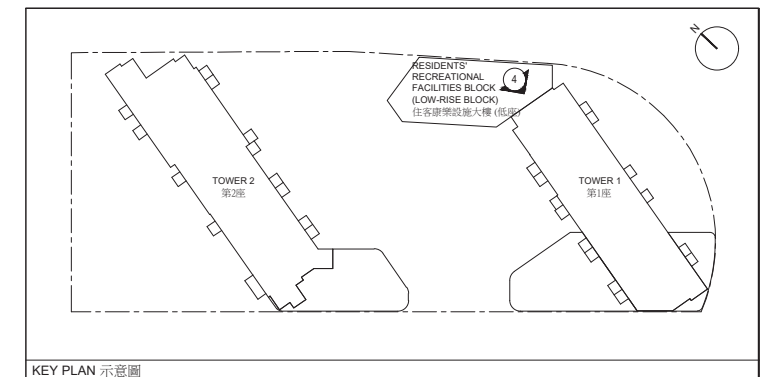 N
RESIDENTS'
RECREATIONAL
FACILITIES BLOCK
(LOW-RISE BLOCK)
住客康樂設施大樓 (低座)
4
TOWER 2
第2座
TOWER 1
第1座
KEY PLAN 示意圖